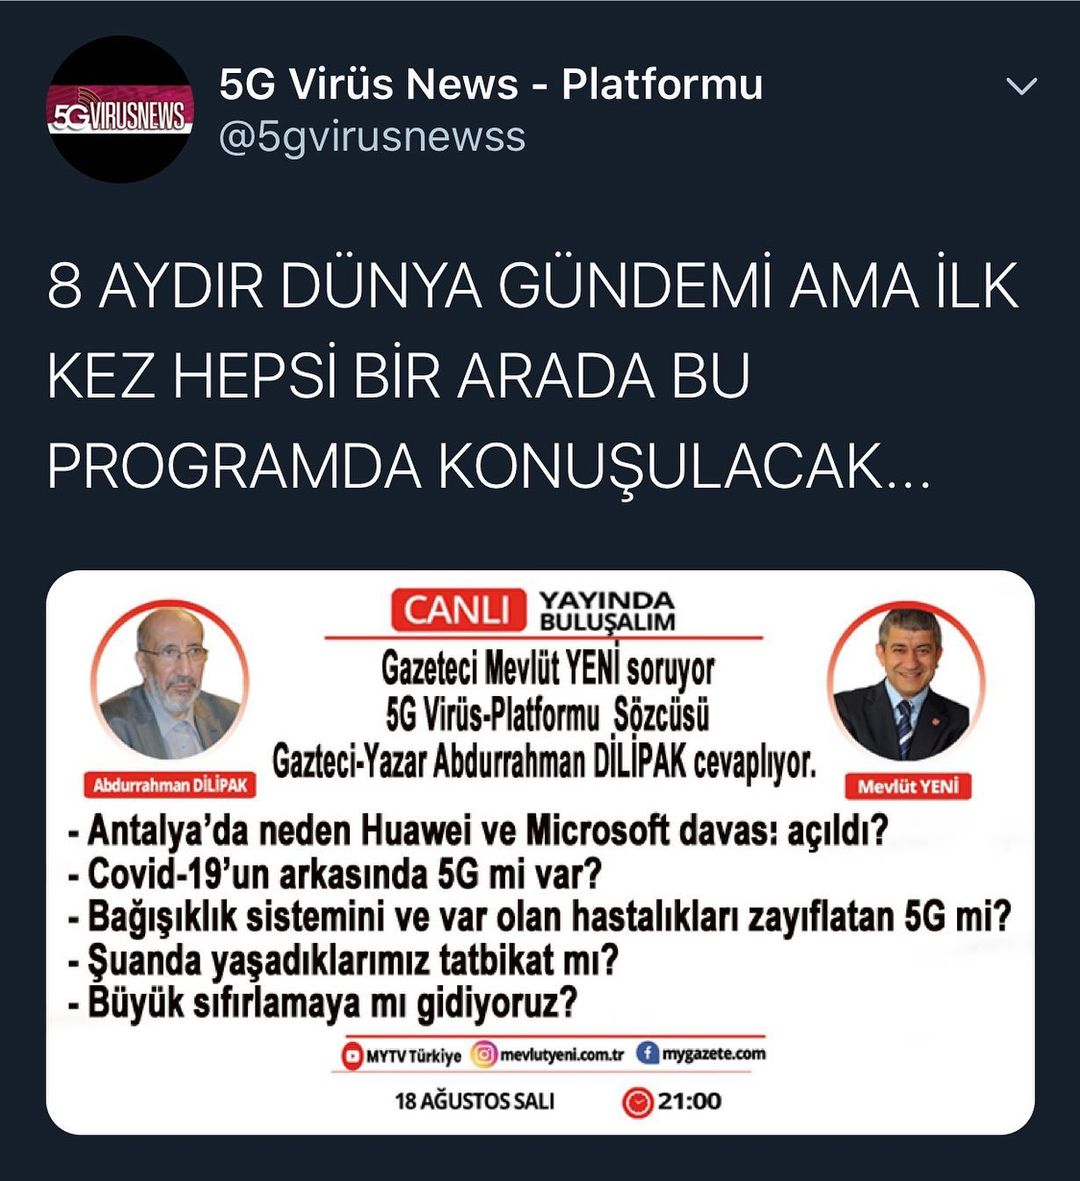 5GVIRUSNEWS
5G Virüs News - Platformu
@5gvirusnewss
8 AYDIR DÜNYA GÜNDEMİ AMA İLK
KEZ HEPSİ BİR ARADA BU
PROGRAMDA KONUŞULACAK...
CANLI YAYINDA
BULUŞALIM
Gazeteci Mevlüt YENİ soruyor
5G Virüs-Platformu Sözcüsü
Gazteci-Yazar Abdurrahman DİLİPAK cevaplıyor.
Abdurrahman DİLİPAK
Mevlüt YENİ
- Antalya’da neden Huawei ve Microsoft davası açıldı?
- Covid-19’un arkasında 5G mi var?
- Bağışıklık sistemini ve var olan hastalıkları zayıflatan 5G mi?
- Şuanda yaşadıklarımız tatbikat mı?
- Büyük sıfırlamaya mı gidiyoruz?
MYTV Türkiye mevlutyeni.com.tr mygazete.com
18 AĞUSTOS SALI 21:00